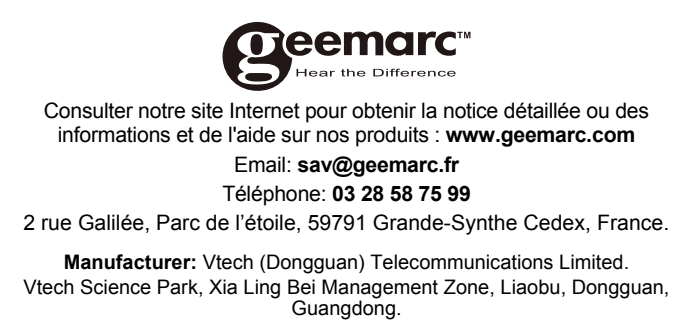 geemarc™
Hear the Difference
Consulter notre site Internet pour obtenir la notice détaillée ou des
informations et de l'aide sur nos produits : www.geemarc.com
Email: sav@geemarc.fr
Téléphone: 03 28 58 75 99
2 rue Galilée, Parc de l’étoile, 59791 Grande-Synthe Cedex, France.
Manufacturer: Vtech (Dongguan) Telecommunications Limited.
Vtech Science Park, Xia Ling Bei Management Zone, Liaobu, Dongguan,
Guangdong.